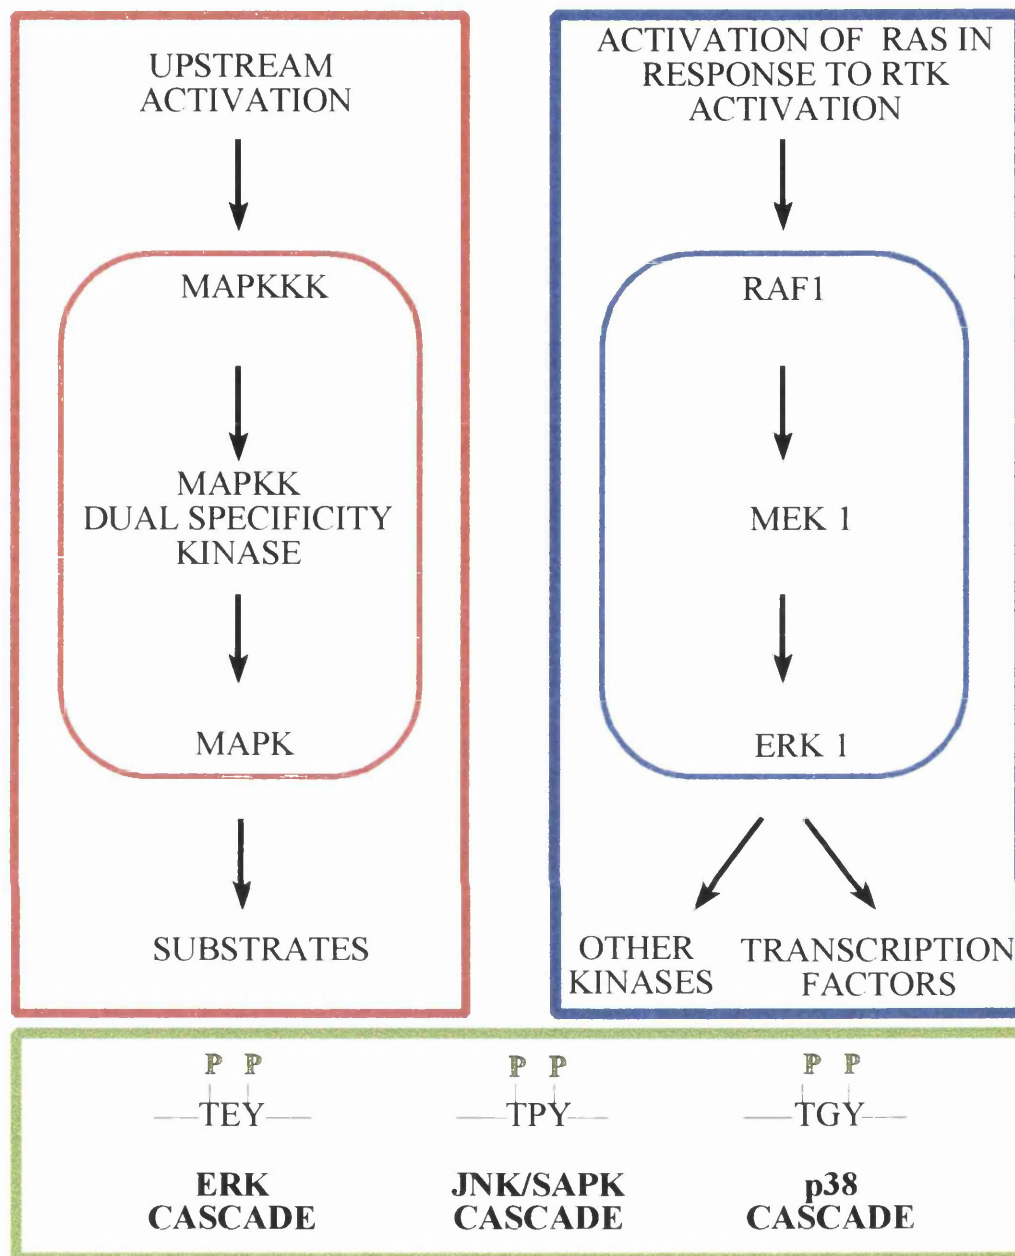 UPSTREAM
ACTIVATION
MAPKKK
MAPKK
DUAL SPECIFICITY
KINASE
MAPK
SUBSTRATES
ACTIVATION OF RAS IN
RESPONSE TO RTK
ACTIVATION
RAF1
MEK 1
ERK 1
OTHER
KINASES
TRANSCRIPTION
FACTORS
P P
TEY
ERK
CASCADE
P P
TPY
JNK/SAPK
CASCADE
P P
TGY
p38
CASCADE